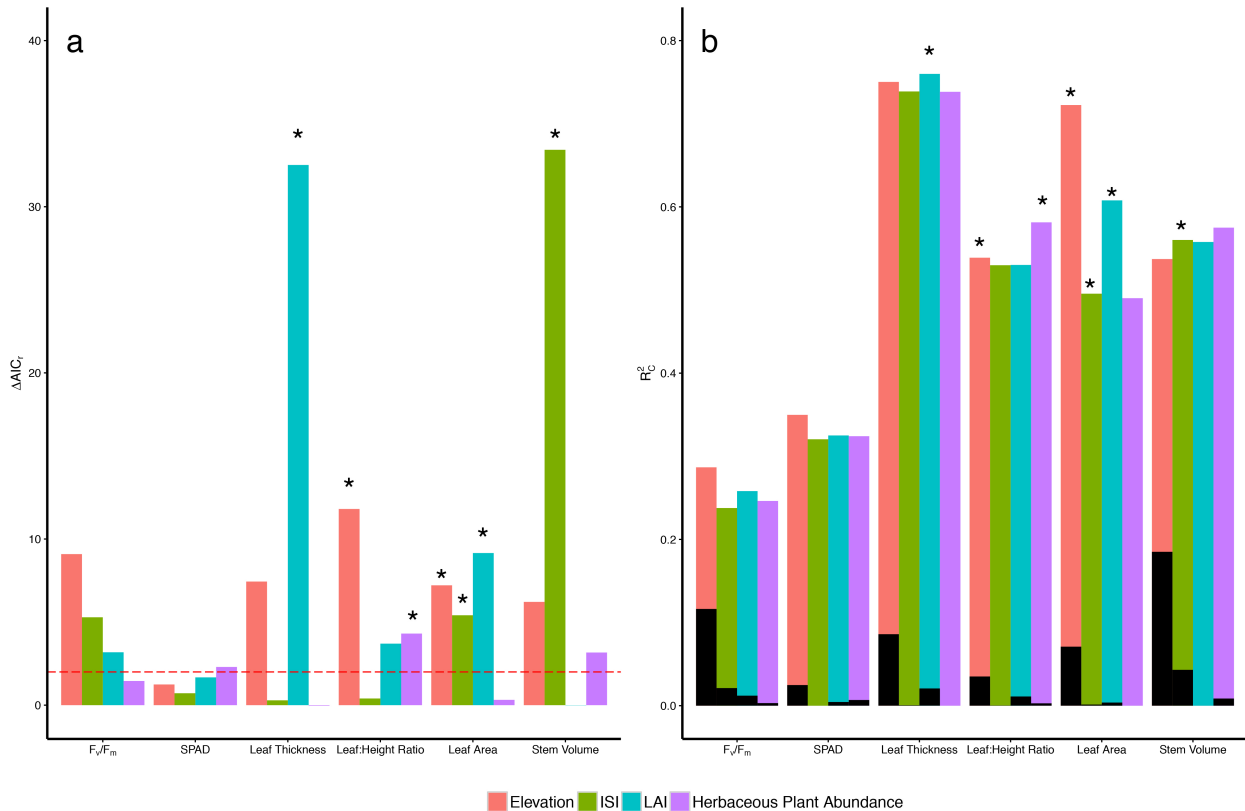 a
40
30
20
10
0
ΔAICr
* *
*
* *
* *
*
Fv/Fm SPAD Leaf Thickness Leaf:Height Ratio Leaf Area Stem Volume
b
0.8
0.6
0.4
0.2
0.0
R²C
* *
* * * *
*
Fv/Fm SPAD Leaf Thickness Leaf:Height Ratio Leaf Area Stem Volume
Elevation ISI LAI Herbaceous Plant Abundance